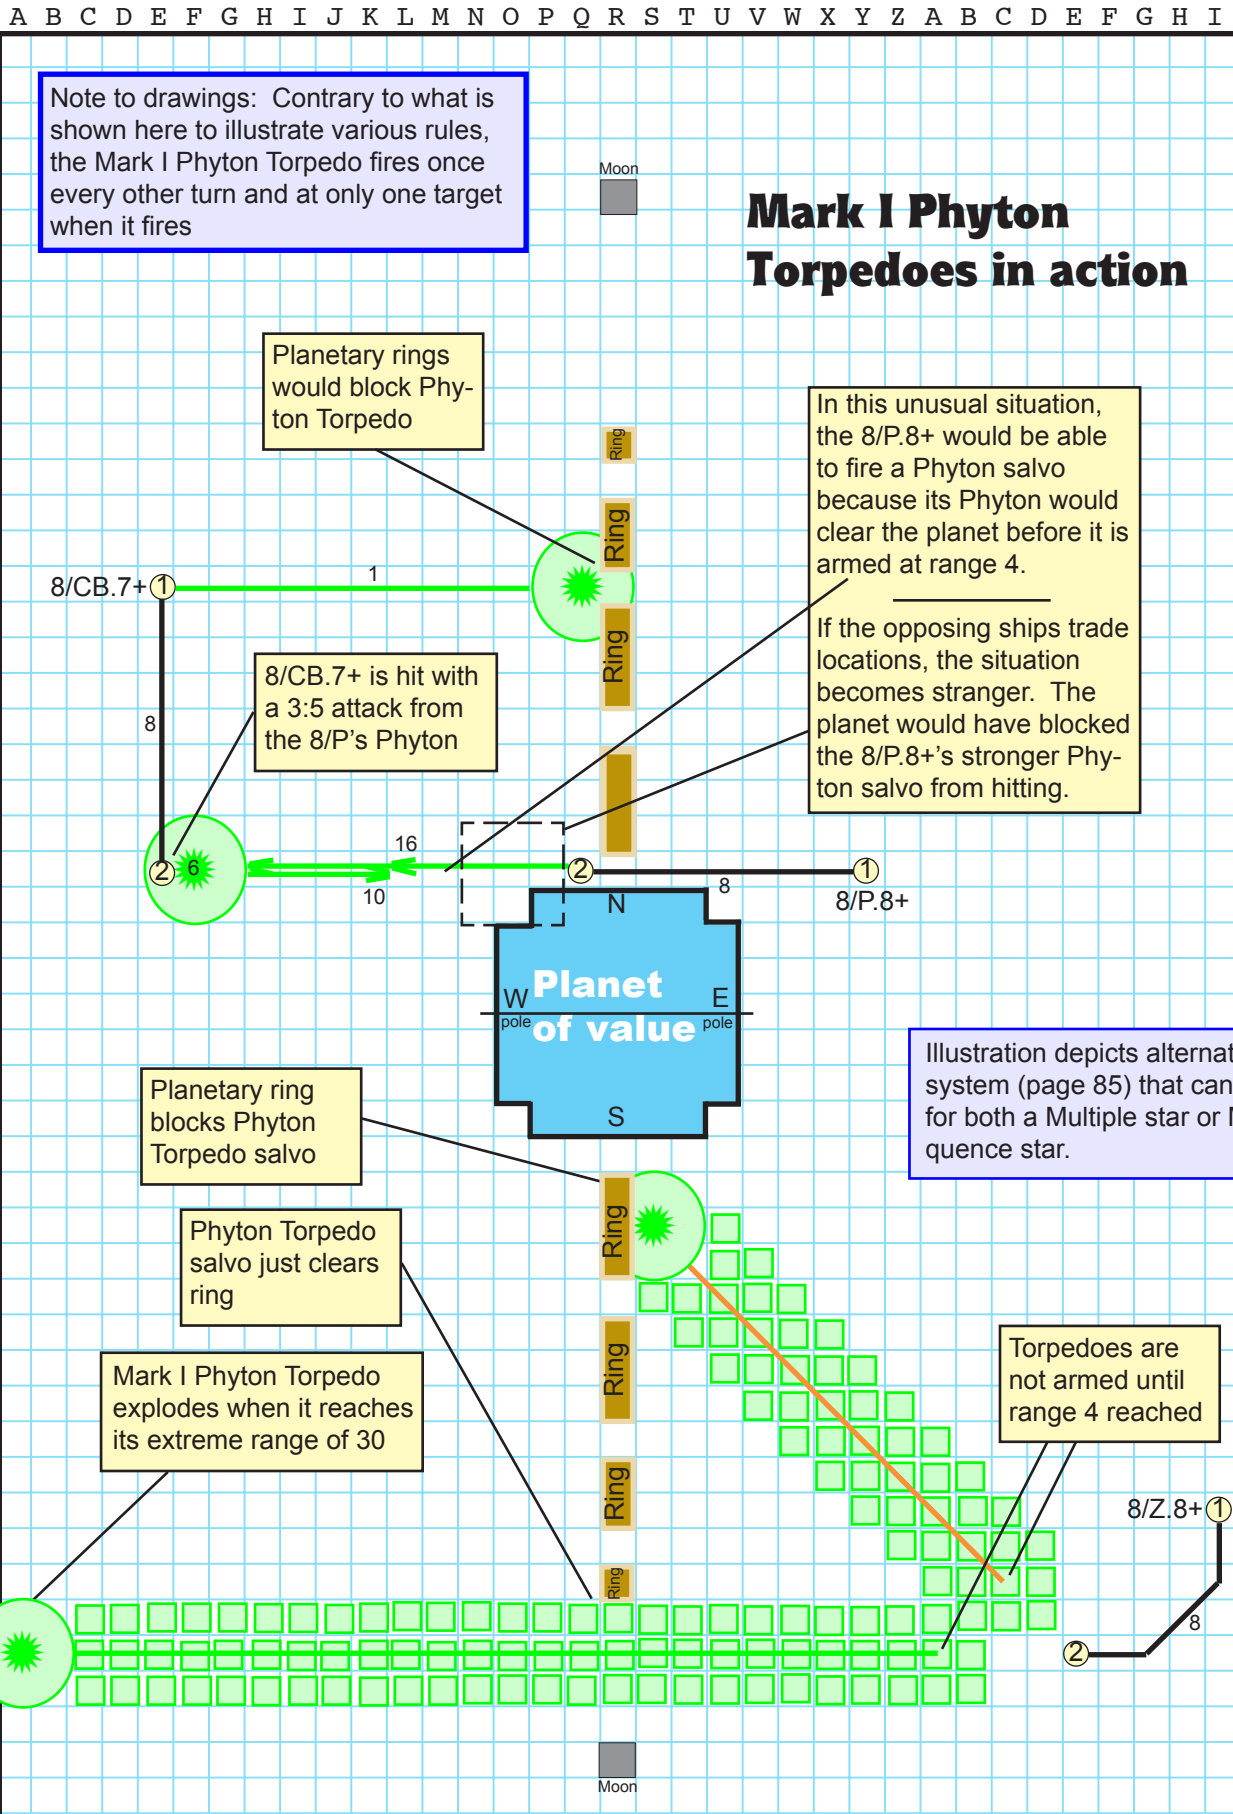 A B C D E F G H I J K L M N O P Q R S T U V W X Y Z A B C D E F G H I
Note to drawings: Contrary to what is
shown here to illustrate various rules,
the Mark I Phyton Torpedo fires once
every other turn and at only one target
when it fires
Moon
Mark I Phyton
Torpedoes in action
Planetary rings
would block Phy-
ton Torpedo
Ring
Ring
In this unusual situation,
the 8/P.8+ would be able
to fire a Phyton salvo
because its Phyton would
clear the planet before it is
armed at range 4.
If the opposing ships trade
locations, the situation
becomes stranger. The
planet would have blocked
the 8/P.8+'s stronger Phy-
ton salvo from hitting.
8/CB.7+ 1
1
Ring
8/CB.7+ is hit with
a 3:5 attack from
the 8/P's Phyton
8
16
2 6
10
2
8
1
8/P.8+
N
Planet
of value
W
pole
E
pole
S
Illustration depicts alternat
system (page 85) that can
for both a Multiple star or M
quence star.
Planetary ring
blocks Phyton
Torpedo salvo
Ring
Phyton Torpedo
salvo just clears
ring
Ring
Mark I Phyton Torpedo
explodes when it reaches
its extreme range of 30
Torpedoes are
not armed until
range 4 reached
Ring
8/Z.8+ 1
Ring
8
2
Moon